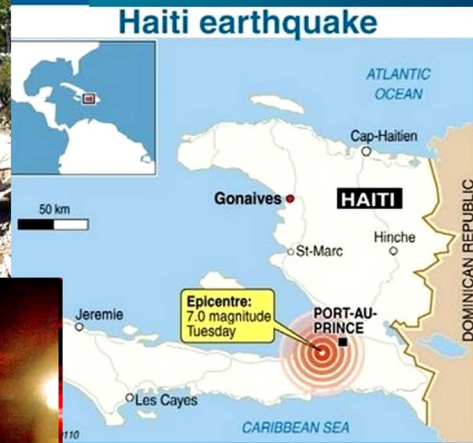 Haiti earthquake
ATLANTIC
OCEAN
Cap-Haitien
Gonaives
HAITI
50 km
St-Marc
Hinche
DOMINICAN REPUBLIC
Epicentre:
7.0 magnitude
Tuesday
PORT-AU-
PRINCE
Jeremie
Les Cayes
CARIBBEAN SEA